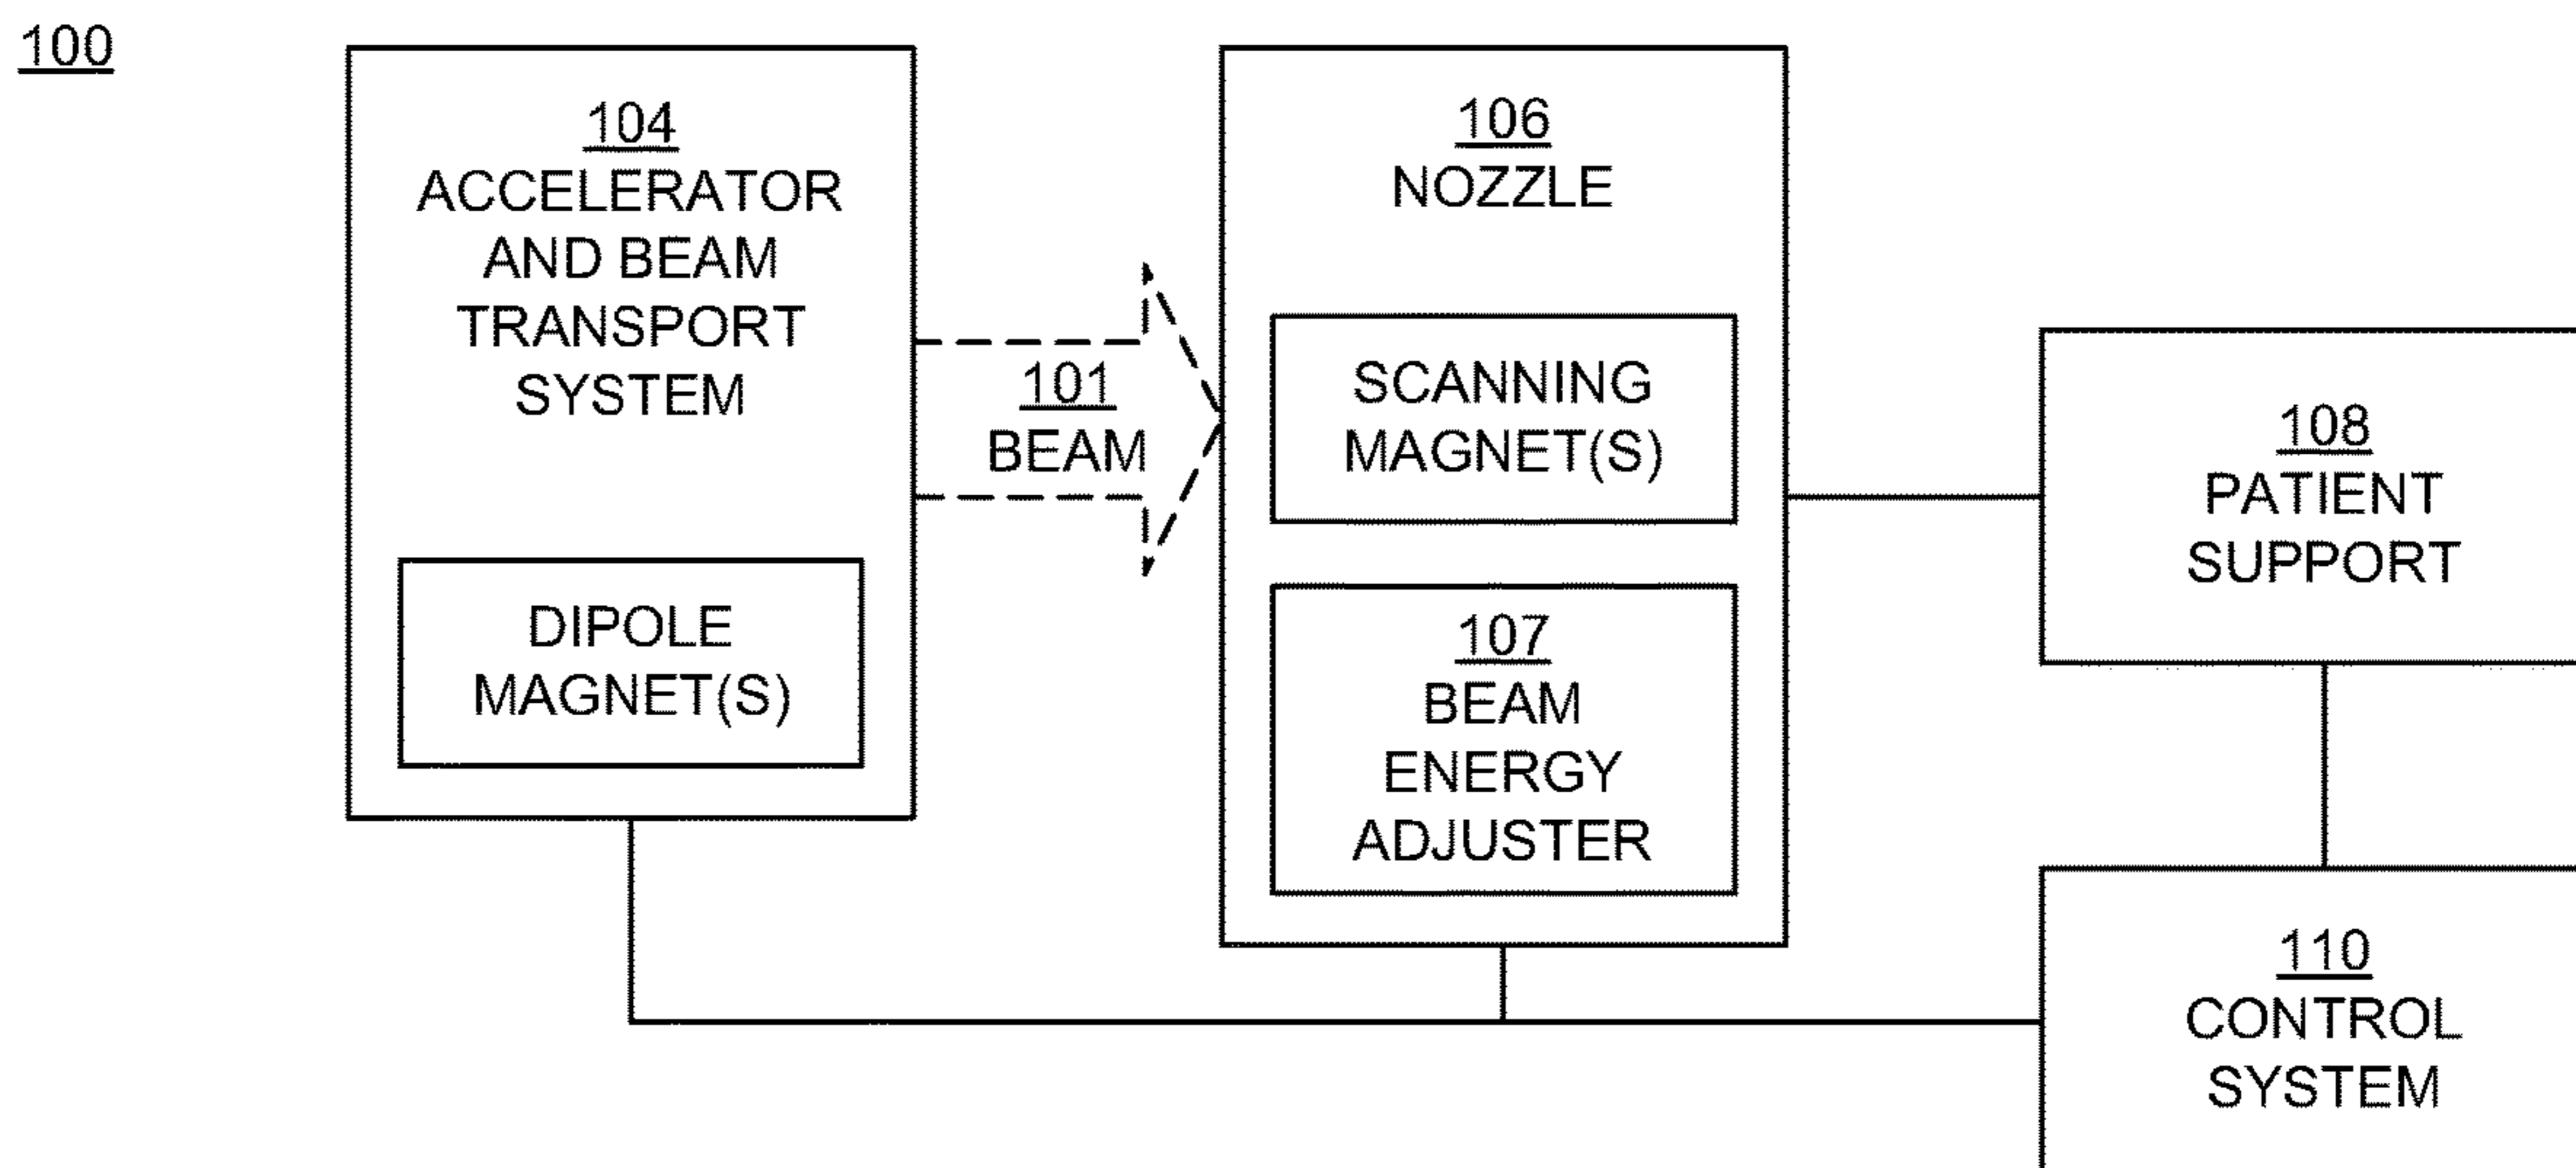 100
104
ACCELERATOR
AND BEAM
TRANSPORT
SYSTEM
DIPOLE
MAGNET(S)
101
BEAM
106
NOZZLE
SCANNING
MAGNET(S)
107
BEAM
ENERGY
ADJUSTER
108
PATIENT
SUPPORT
110
CONTROL
SYSTEM